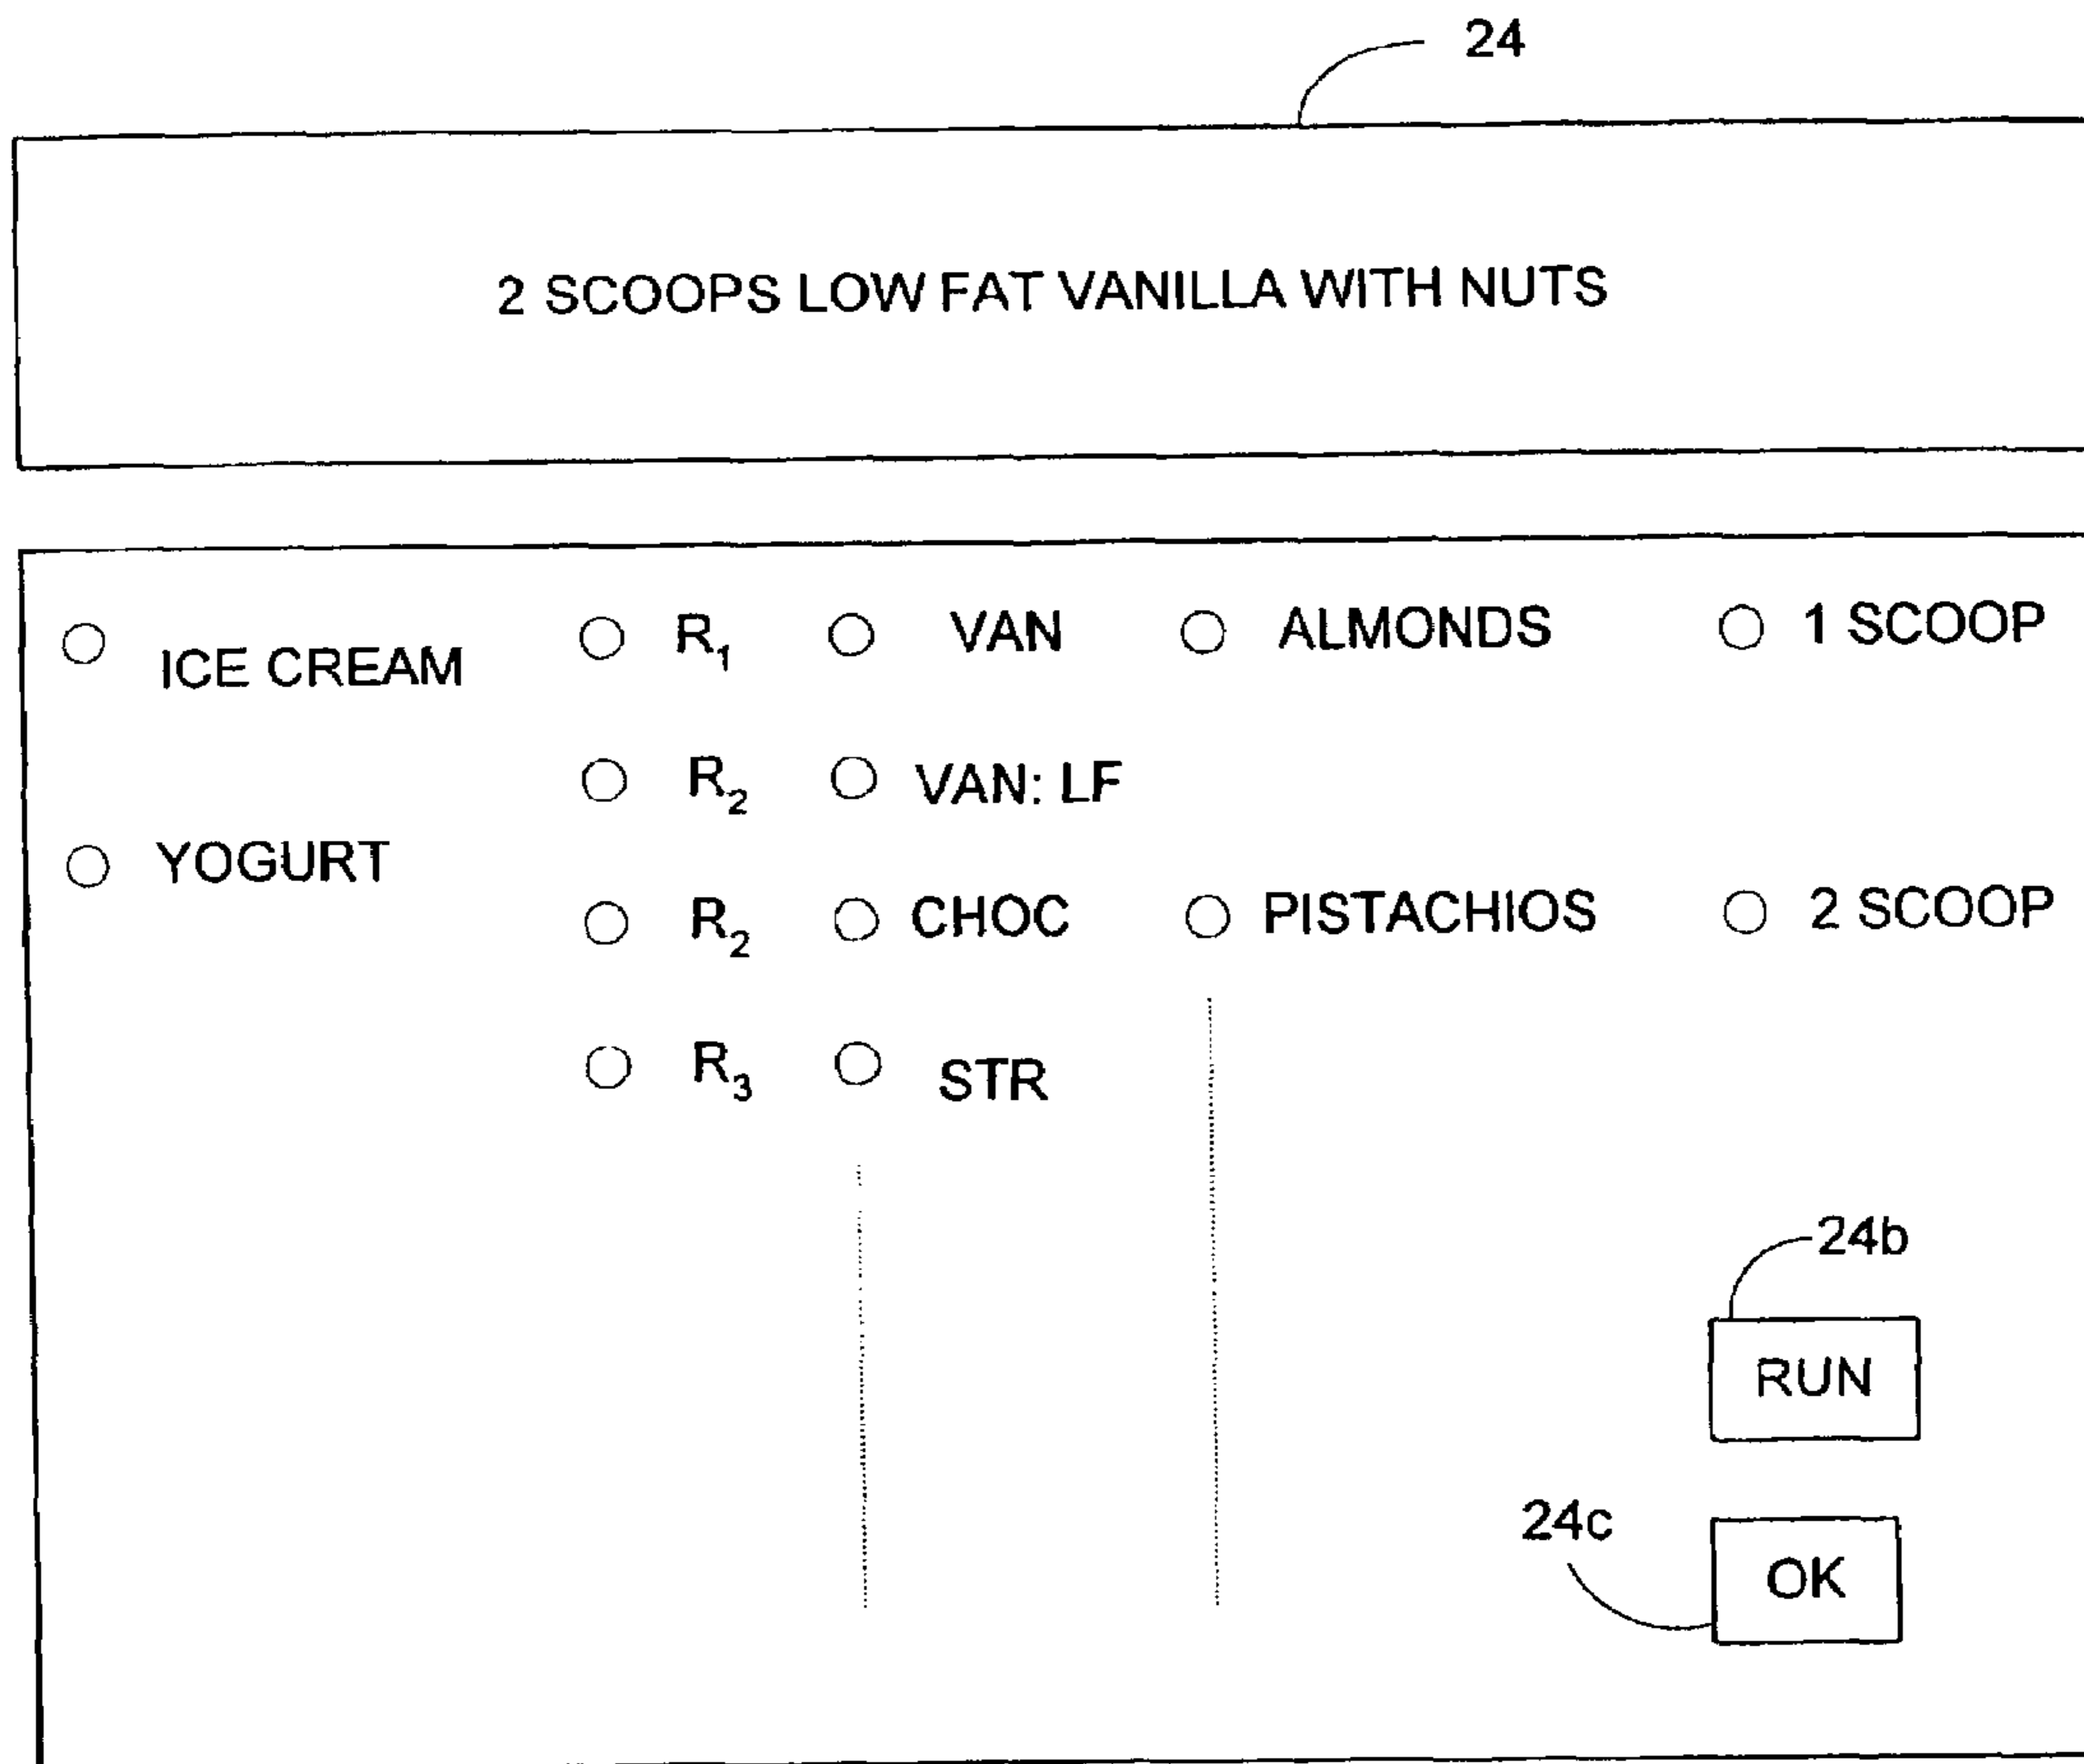 24
2 SCOOPS LOW FAT VANILLA WITH NUTS
ICE CREAM R₁ VAN ALMONDS 1 SCOOP
R₂ VAN: LF
YOGURT
R₂ CHOC PISTACHIOS 2 SCOOP
R₃ STR
24b
RUN
24c
OK